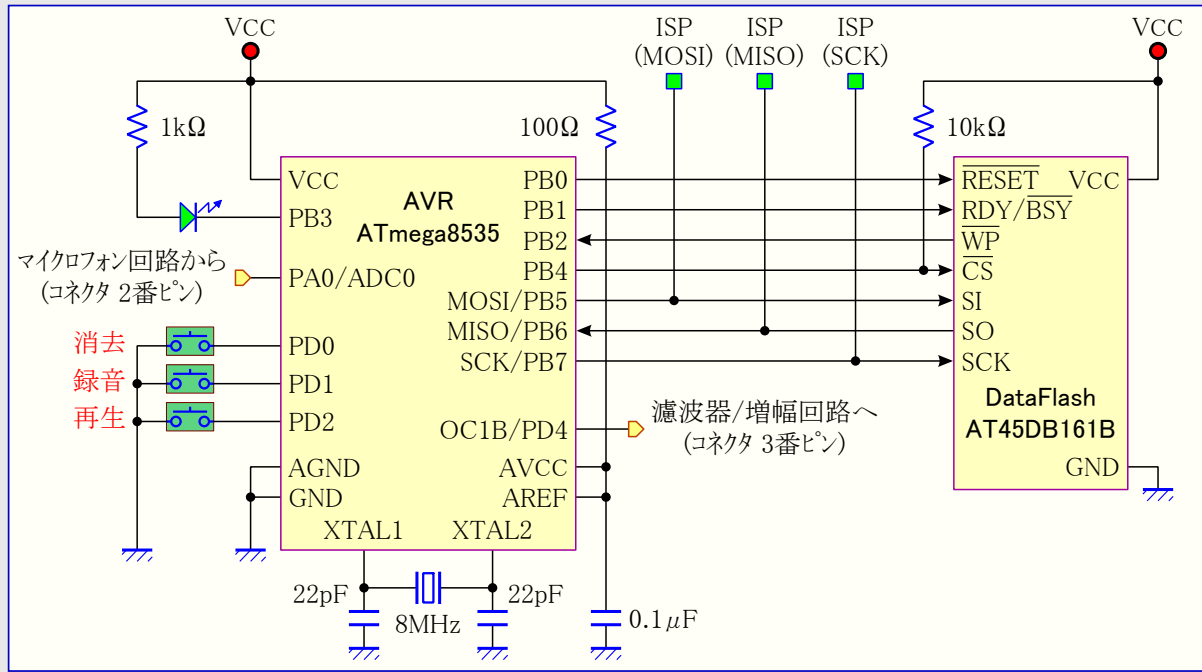 VCC
ISP
(MOSI)
ISP
(MISO)
ISP
(SCK)
VCC
1kΩ
100Ω
10kΩ
AVR
ATmega8535
VCC
PB3
PA0/ADC0
PD0
PD1
PD2
AGND
GND
XTAL1
XTAL2
PB0
PB1
PB2
PB4
MOSI/PB5
MISO/PB6
SCK/PB7
OC1B/PD4
AVCC
AREF
マイクロフォン回路から
(コネクタ 2番ピン)
消去
録音
再生
濾波器/増幅回路へ
(コネクタ 3番ピン)
RESET
RDY/BSY
WP
CS
SI
SO
SCK
VCC
DataFlash
AT45DB161B
GND
22pF
8MHz
22pF
0.1μF